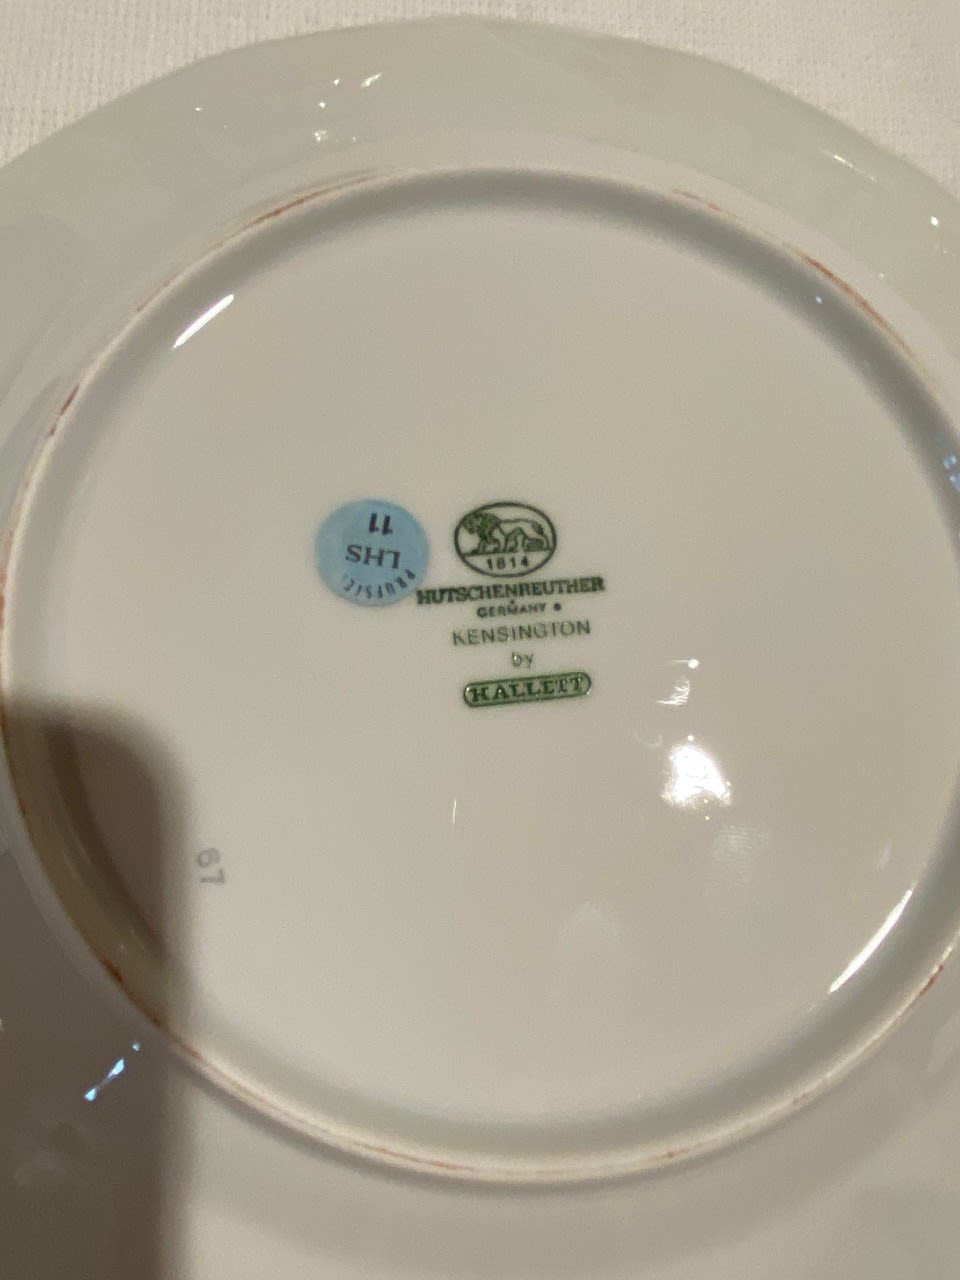 1814
HUTSCHENREUTHER
GERMANY
KENSINGTON
by
HALLETT
11
LHS
67